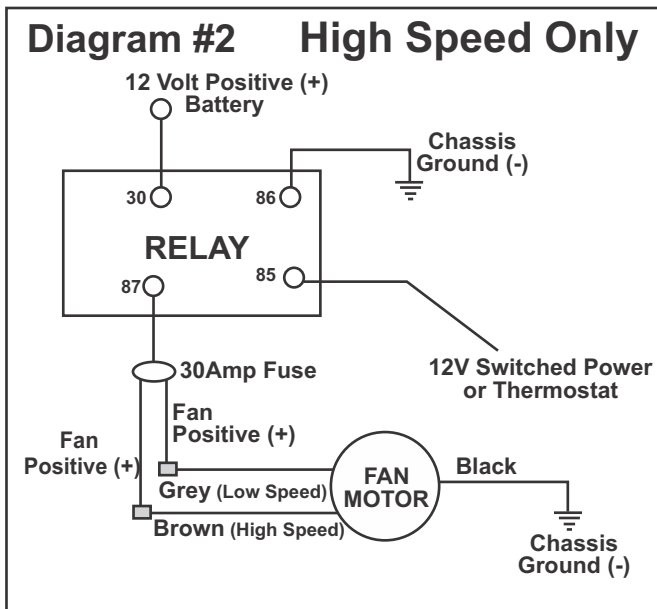 Diagram #2 High Speed Only
12 Volt Positive (+)
Battery
Chassis
Ground (-)
30
86
RELAY
87
85
30Amp Fuse
12V Switched Power
or Thermostat
Fan
Positive (+)
Fan
Positive (+)
Grey (Low Speed)
Brown (High Speed)
FAN
MOTOR
Black
Chassis
Ground (-)